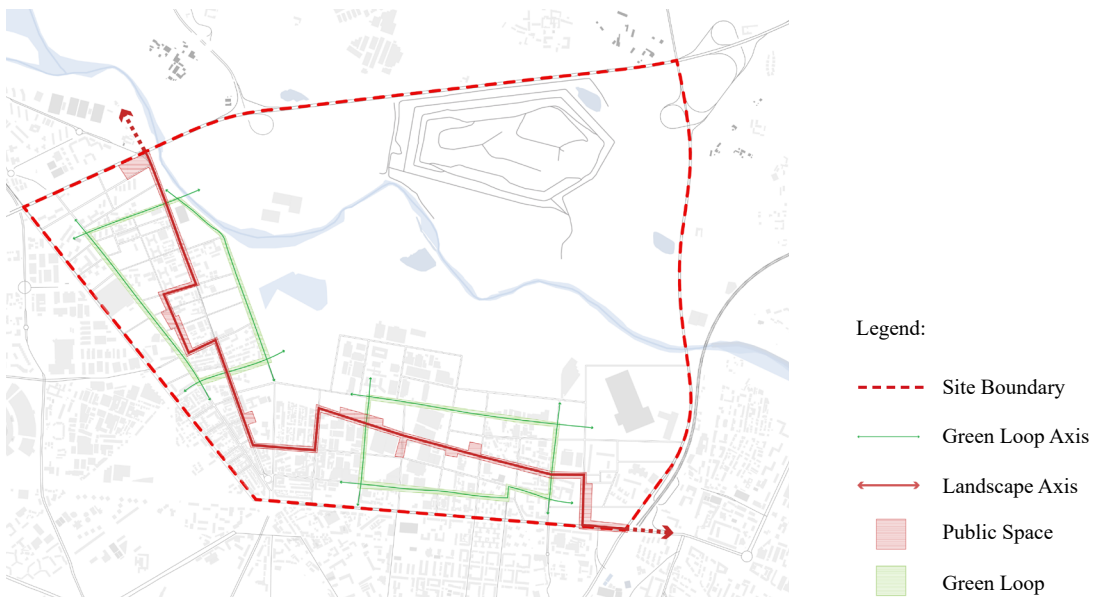 Legend:
Site Boundary
Green Loop Axis
Landscape Axis
Public Space
Green Loop